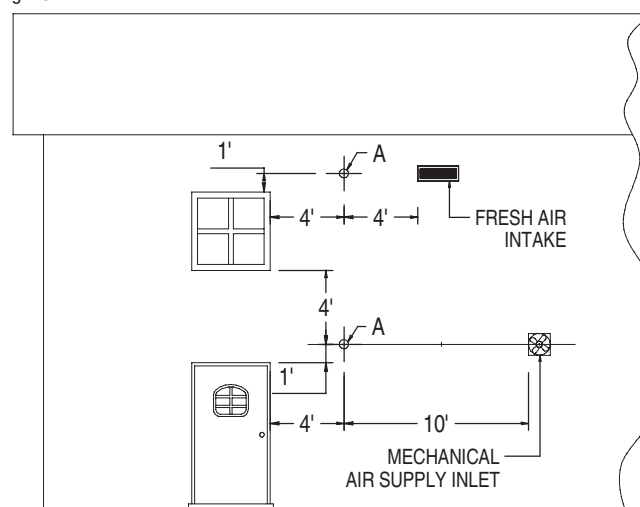 1'
A
4'
4'
FRESH AIR
INTAKE
4'
A
1'
4'
10'
MECHANICAL
AIR SUPPLY INLET